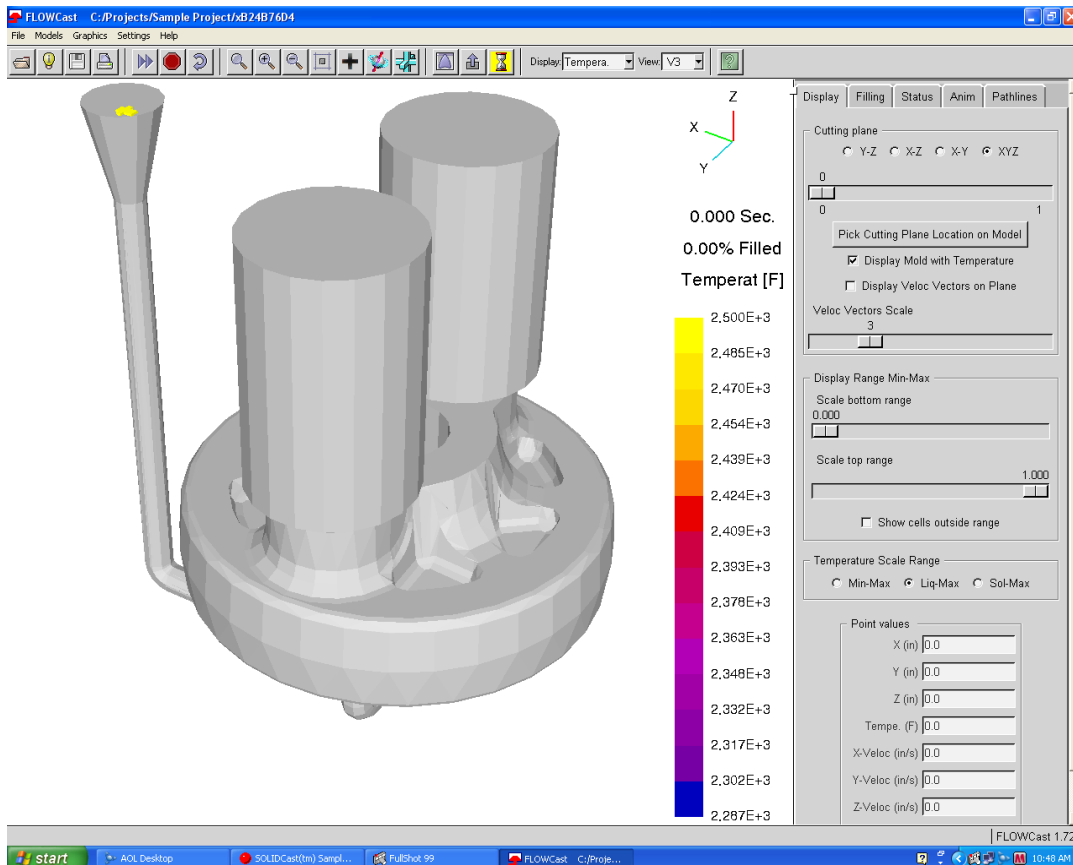 FLOWCast C:/Projects/Sample Project/xB24B76D4
File Models Graphics Settings Help
Display: Tempera. View: V3
Display Filling Status Anim Pathlines
Z
X
Y
0.000 Sec.
0.00% Filled
Temperat [F]
2.500E+3
2.485E+3
2.470E+3
2.454E+3
2.439E+3
2.424E+3
2.409E+3
2.393E+3
2.378E+3
2.363E+3
2.348E+3
2.332E+3
2.317E+3
2.302E+3
2.287E+3
Cutting plane
Y-Z X-Z X-Y XYZ
0
0 1
Pick Cutting Plane Location on Model
Display Mold with Temperature
Display Veloc Vectors on Plane
Veloc Vectors Scale
3
Display Range Min-Max
Scale bottom range
0.000
Scale top range
1.000
Show cells outside range
Temperature Scale Range
Min-Max Liq-Max Sol-Max
Point values
X (in) 0.0
Y (in) 0.0
Z (in) 0.0
Tempe. (F) 0.0
X-Veloc (in/s) 0.0
Y-Veloc (in/s) 0.0
Z-Veloc (in/s) 0.0
FLOWCast 1.72
start AOL Desktop SOLIDCast(tm) Sampl... FullShot 99 FLOWCast C:/Proje... 10:48 AM